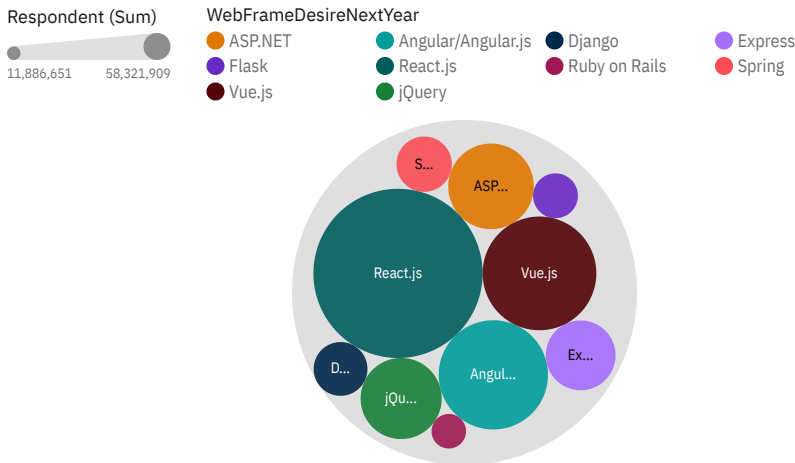 Respondent (Sum)
11,886,651 58,321,909
WebFrameDesireNextYear
ASP.NET Angular/Angular.js Django Express
Flask React.js Ruby on Rails Spring
Vue.js jQuery
S...
ASP...
React.js
Vue.js
Ex...
D...
Angul...
jQu...